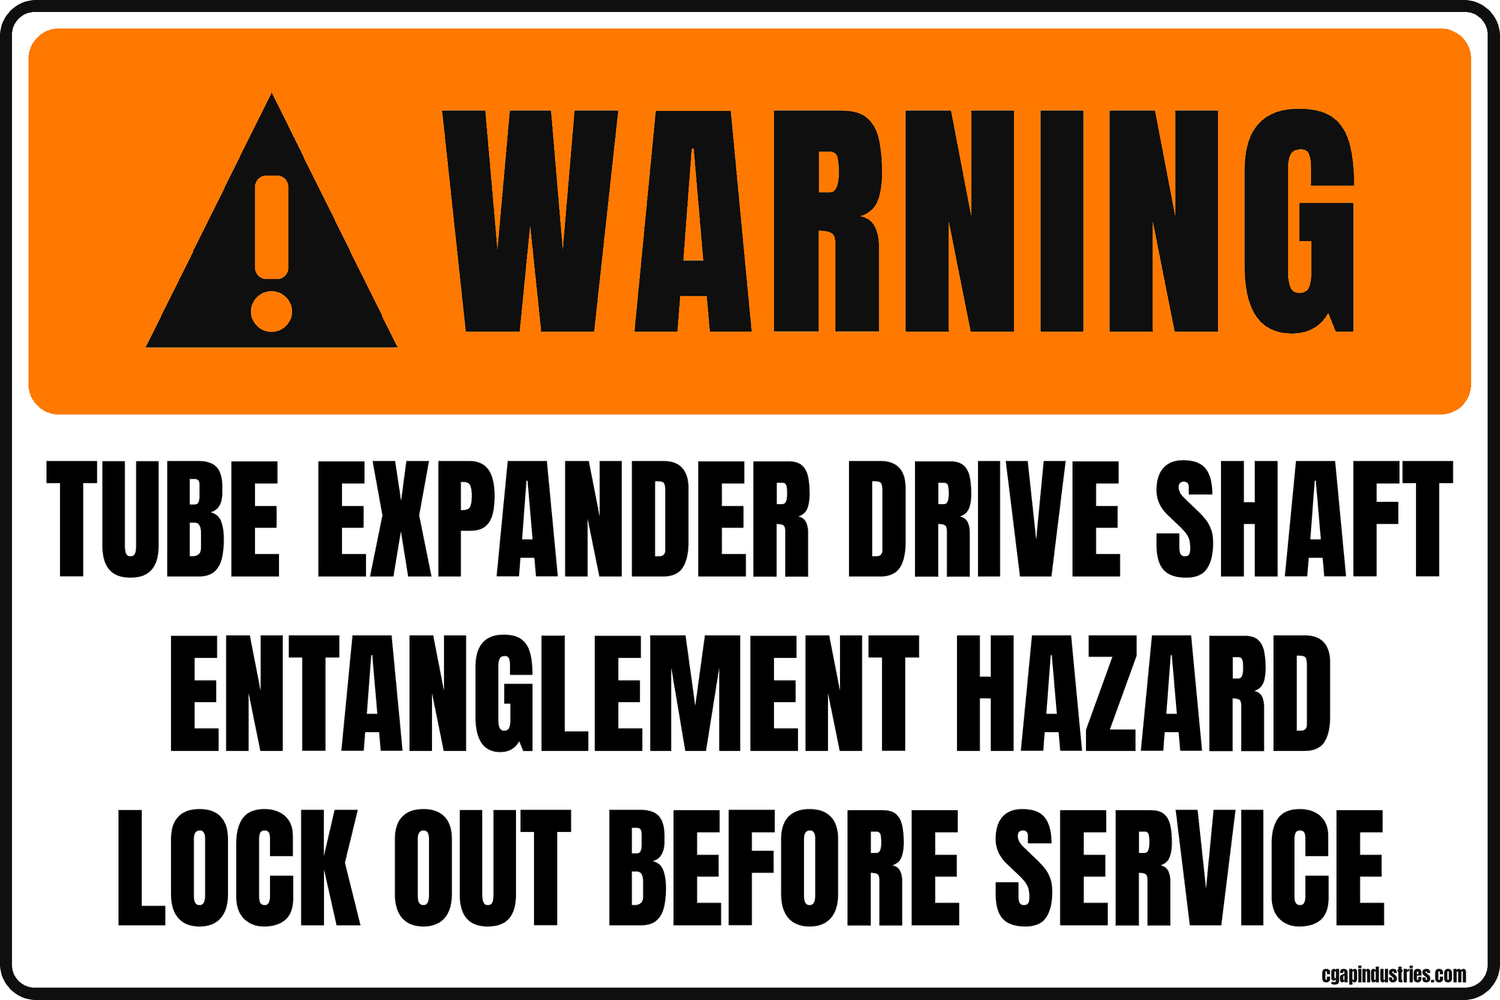 WARNING
TUBE EXPANDER DRIVE SHAFT
ENTANGLEMENT HAZARD
LOCK OUT BEFORE SERVICE
cgapindustries.com